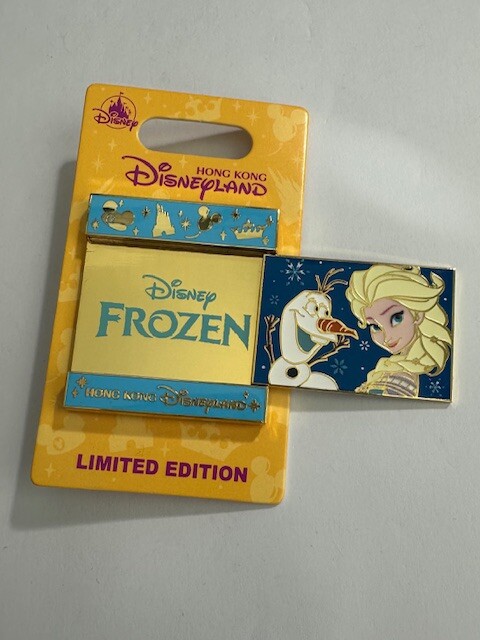 Disney
HONG KONG
Disneyland
Disney
FROZEN
HONG KONG Disneyland
LIMITED EDITION